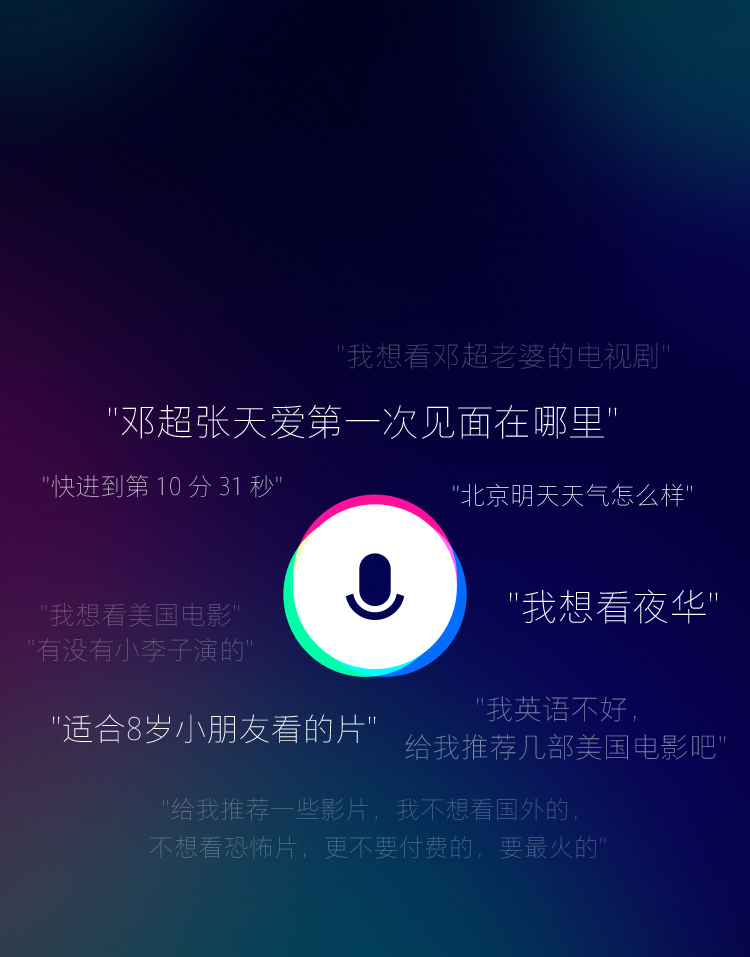 "我想看邓超老婆的电视剧"
"邓超张天爱第一次见面在哪里"
"快进到第 10 分 31 秒"
"北京明天天气怎么样"
"我想看美国电影"
"有没有小李子演的"
"我想看夜华"
"适合8岁小朋友看的片"
"我英语不好，
给我推荐几部美国电影吧"
"给我推荐一些影片，我不想看国外的，
不想看恐怖片，更不要付费的，要最火的"